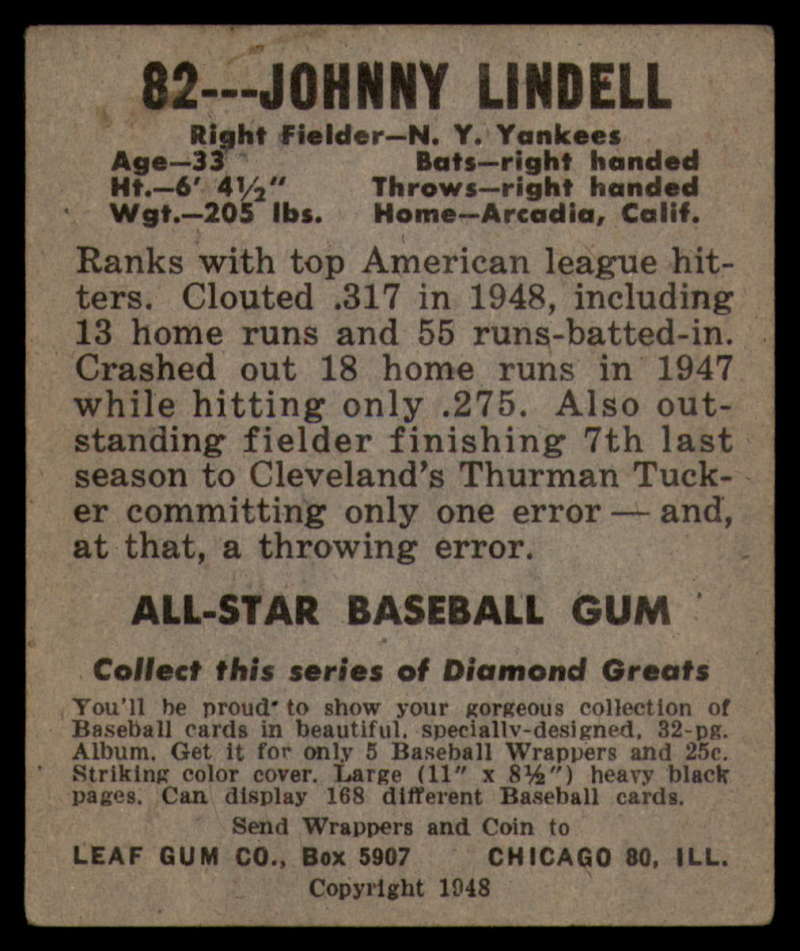 82---JOHNNY LINDELL
Right Fielder—N. Y. Yankees
Age—33 Bats—right handed
Ht.—6' 4½" Throws—right handed
Wgt.—205 lbs. Home—Arcadia, Calif.
Ranks with top American league hit-
ters. Clouted .317 in 1948, including
13 home runs and 55 runs-batted-in.
Crashed out 18 home runs in 1947
while hitting only .275. Also out-
standing fielder finishing 7th last
season to Cleveland's Thurman Tuck-
er committing only one error — and,
at that, a throwing error.
ALL-STAR BASEBALL GUM
Collect this series of Diamond Greats
You'll be proud to show your gorgeous collection of
Baseball cards in beautiful, specially-designed, 32-pg.
Album. Get it for only 5 Baseball Wrappers and 25c.
Striking color cover. Large (11" x 8½") heavy black
pages. Can display 168 different Baseball cards.
Send Wrappers and Coin to
LEAF GUM CO., Box 5907 CHICAGO 80, ILL.
Copyright 1948